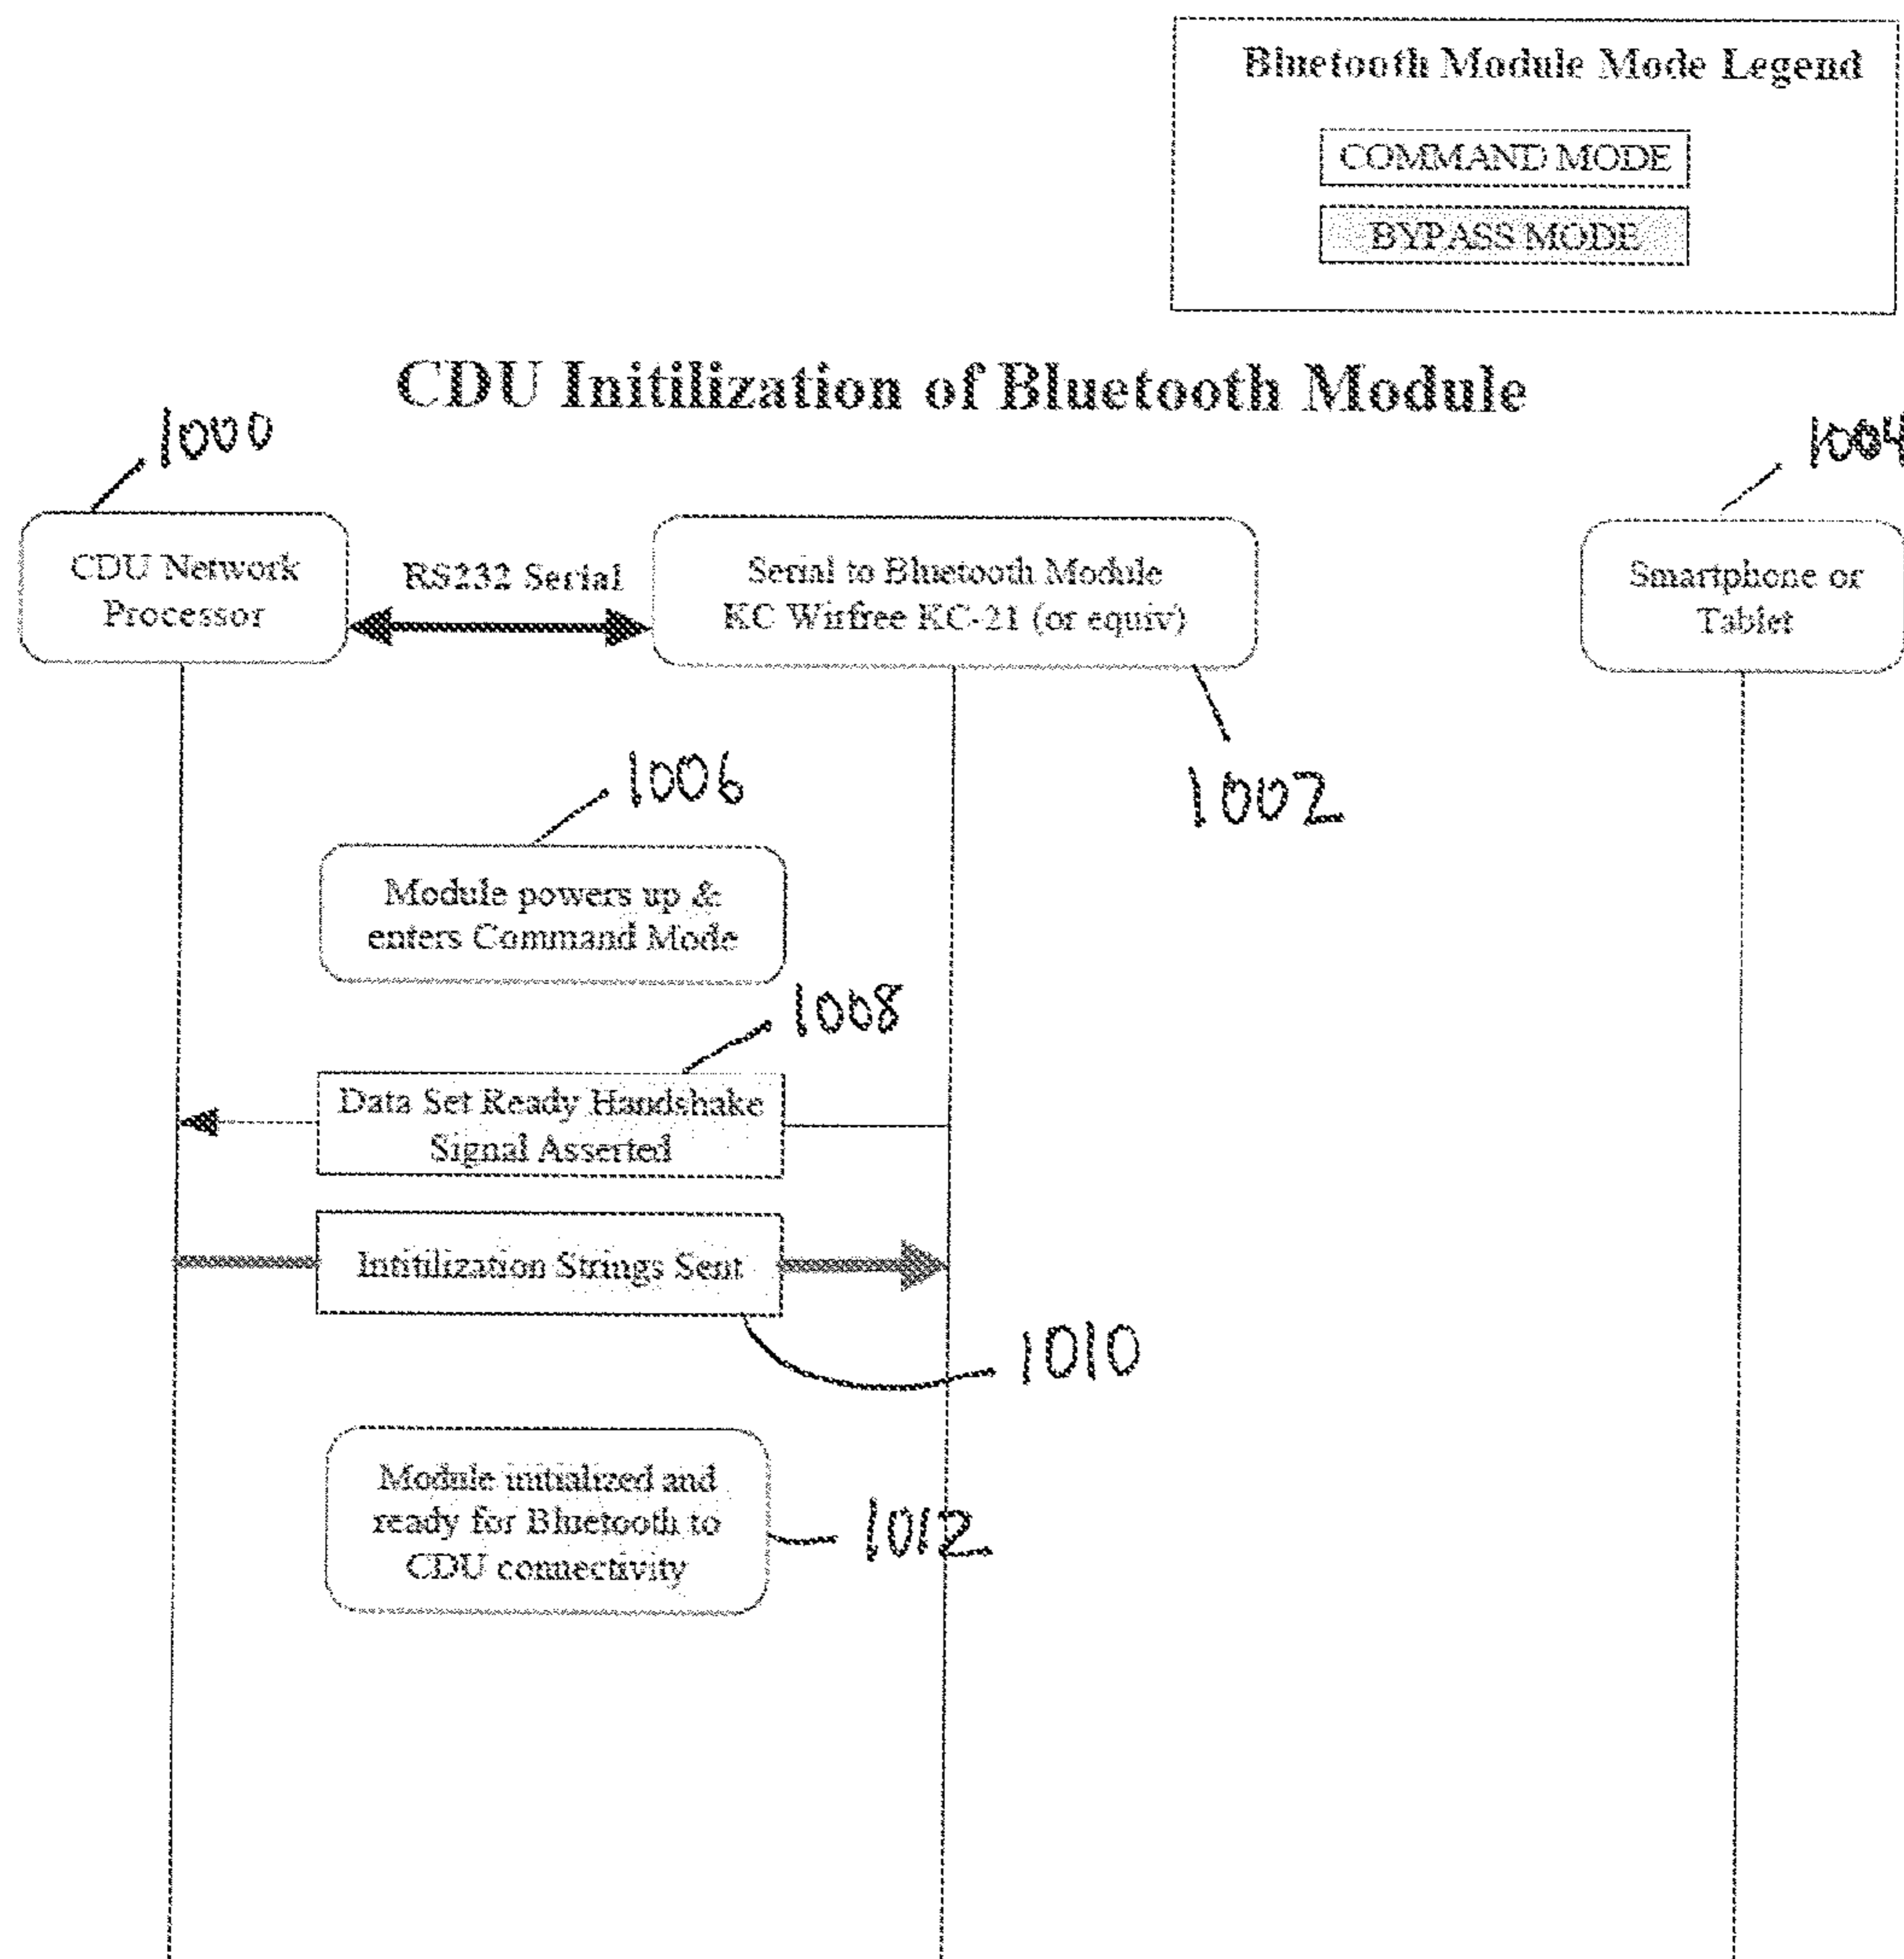 Bluetooth Module Mode Legend
COMMAND MODE
BYPASS MODE
CDU Initilization of Bluetooth Module
1000
1004
CDU Network
Processor
RS232 Serial
Serial to Bluetooth Module
KC Wirfree KC-21 (or equiv)
Smartphone or
Tablet
1006
1002
Module powers up &
enters Command Mode
1008
Data Set Ready Handshake
Signal Asserted
Intitilization Strings Sent
1010
Module initialized and
ready for Bluetooth to
CDU connectivity
1012